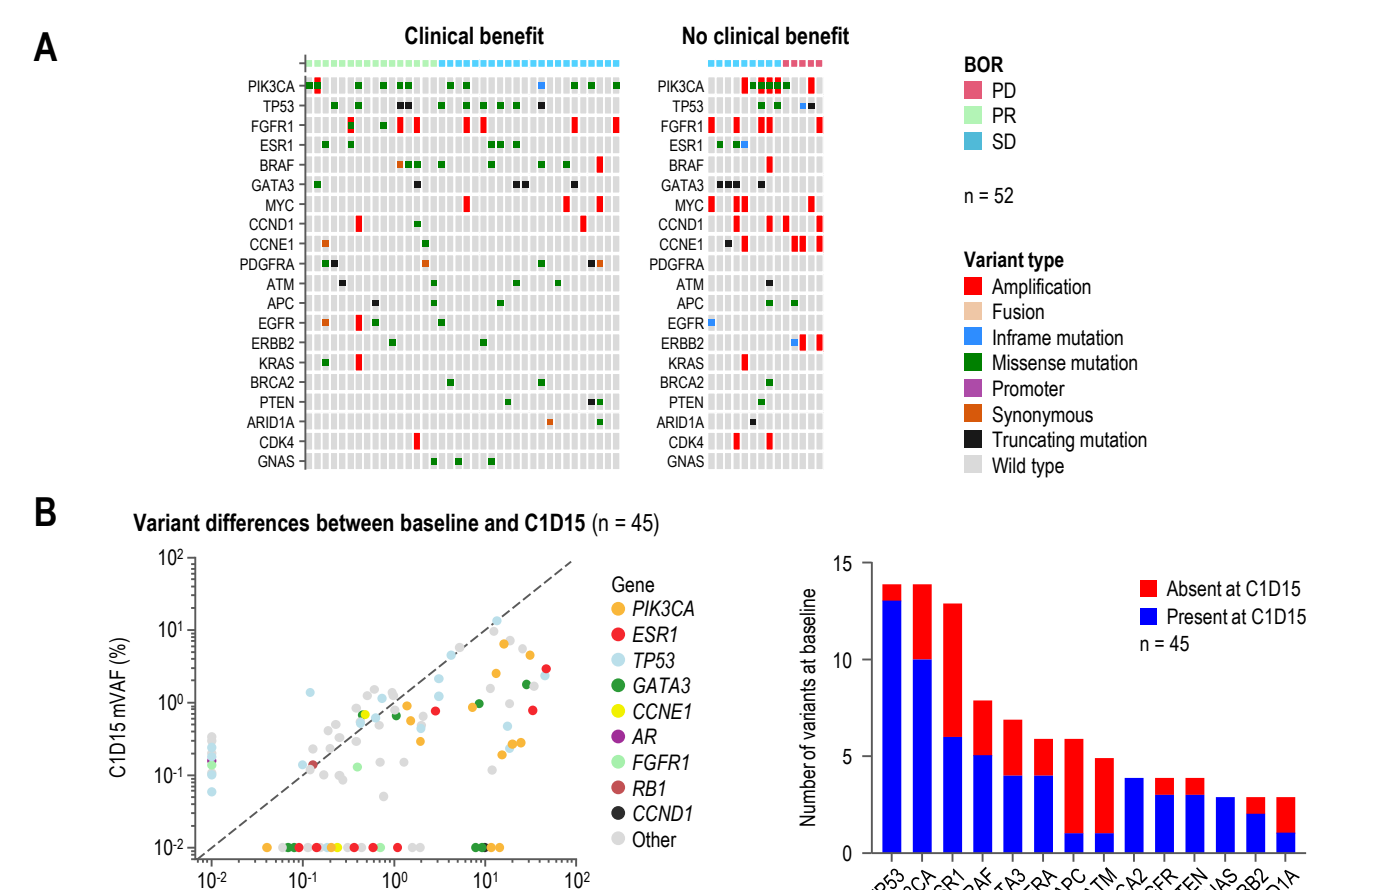 A
Clinical benefit
No clinical benefit
PIK3CA
TP53
FGFR1
ESR1
BRAF
GATA3
MYC
CCND1
CCNE1
PDGFRA
ATM
APC
EGFR
ERBB2
KRAS
BRCA2
PTEN
ARID1A
CDK4
GNAS
PIK3CA
TP53
FGFR1
ESR1
BRAF
GATA3
MYC
CCND1
CCNE1
PDGFRA
ATM
APC
EGFR
ERBB2
KRAS
BRCA2
PTEN
ARID1A
CDK4
GNAS
BOR
PD
PR
SD
n = 52
Variant type
Amplification
Fusion
Inframe mutation
Missense mutation
Promoter
Synonymous
Truncating mutation
Wild type
B
Variant differences between baseline and C1D15 (n = 45)
C1D15 mVAF (%)
10²
10¹
10⁰
10⁻¹
10⁻²
10⁻² 10⁻¹ 10⁰ 10¹ 10²
Gene
PIK3CA
ESR1
TP53
GATA3
CCNE1
AR
FGFR1
RB1
CCND1
Other
Number of variants at baseline
15
10
5
0
Absent at C1D15
Present at C1D15
n = 45
APC
ATM